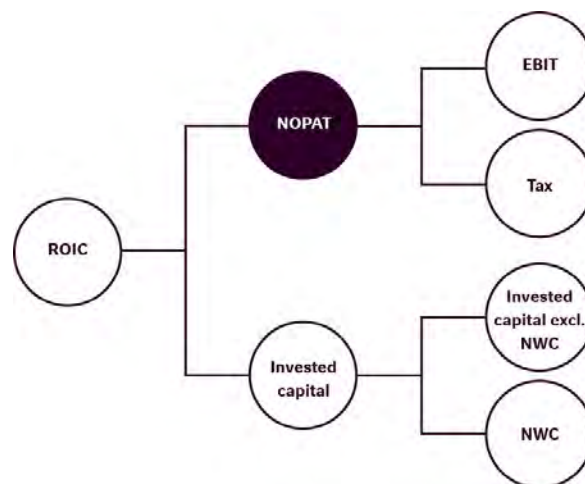 EBIT
NOPAT
Tax
ROIC
Invested
capital excl.
NWC
Invested
capital
NWC